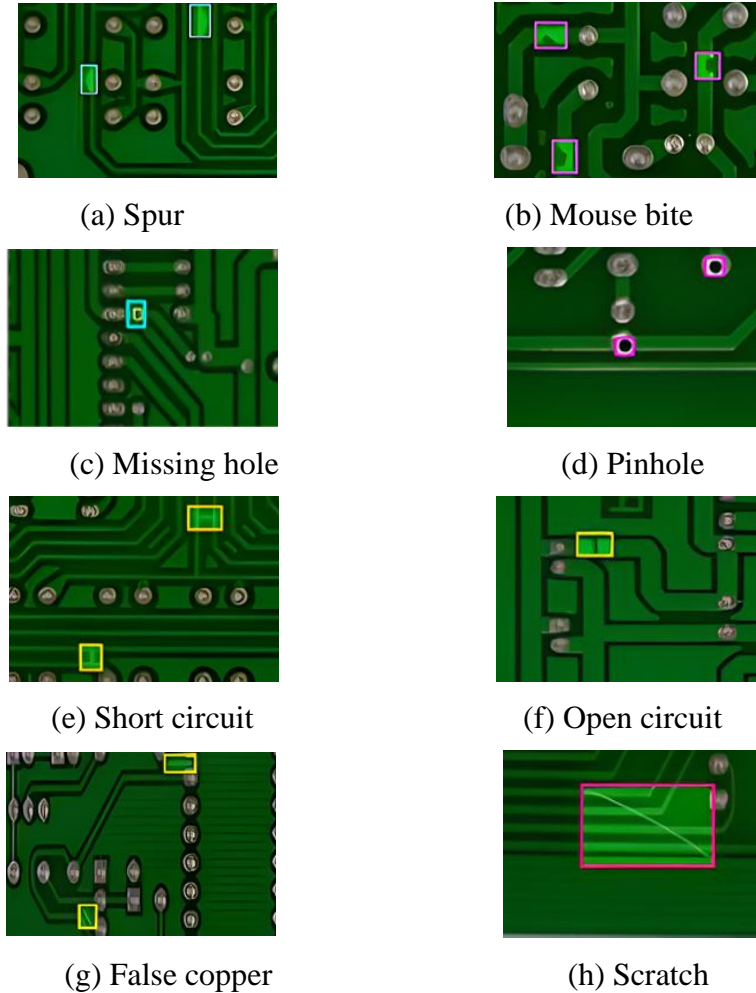 (a) Spur
(b) Mouse bite
(c) Missing hole
(d) Pinhole
(e) Short circuit
(f) Open circuit
(g) False copper
(h) Scratch